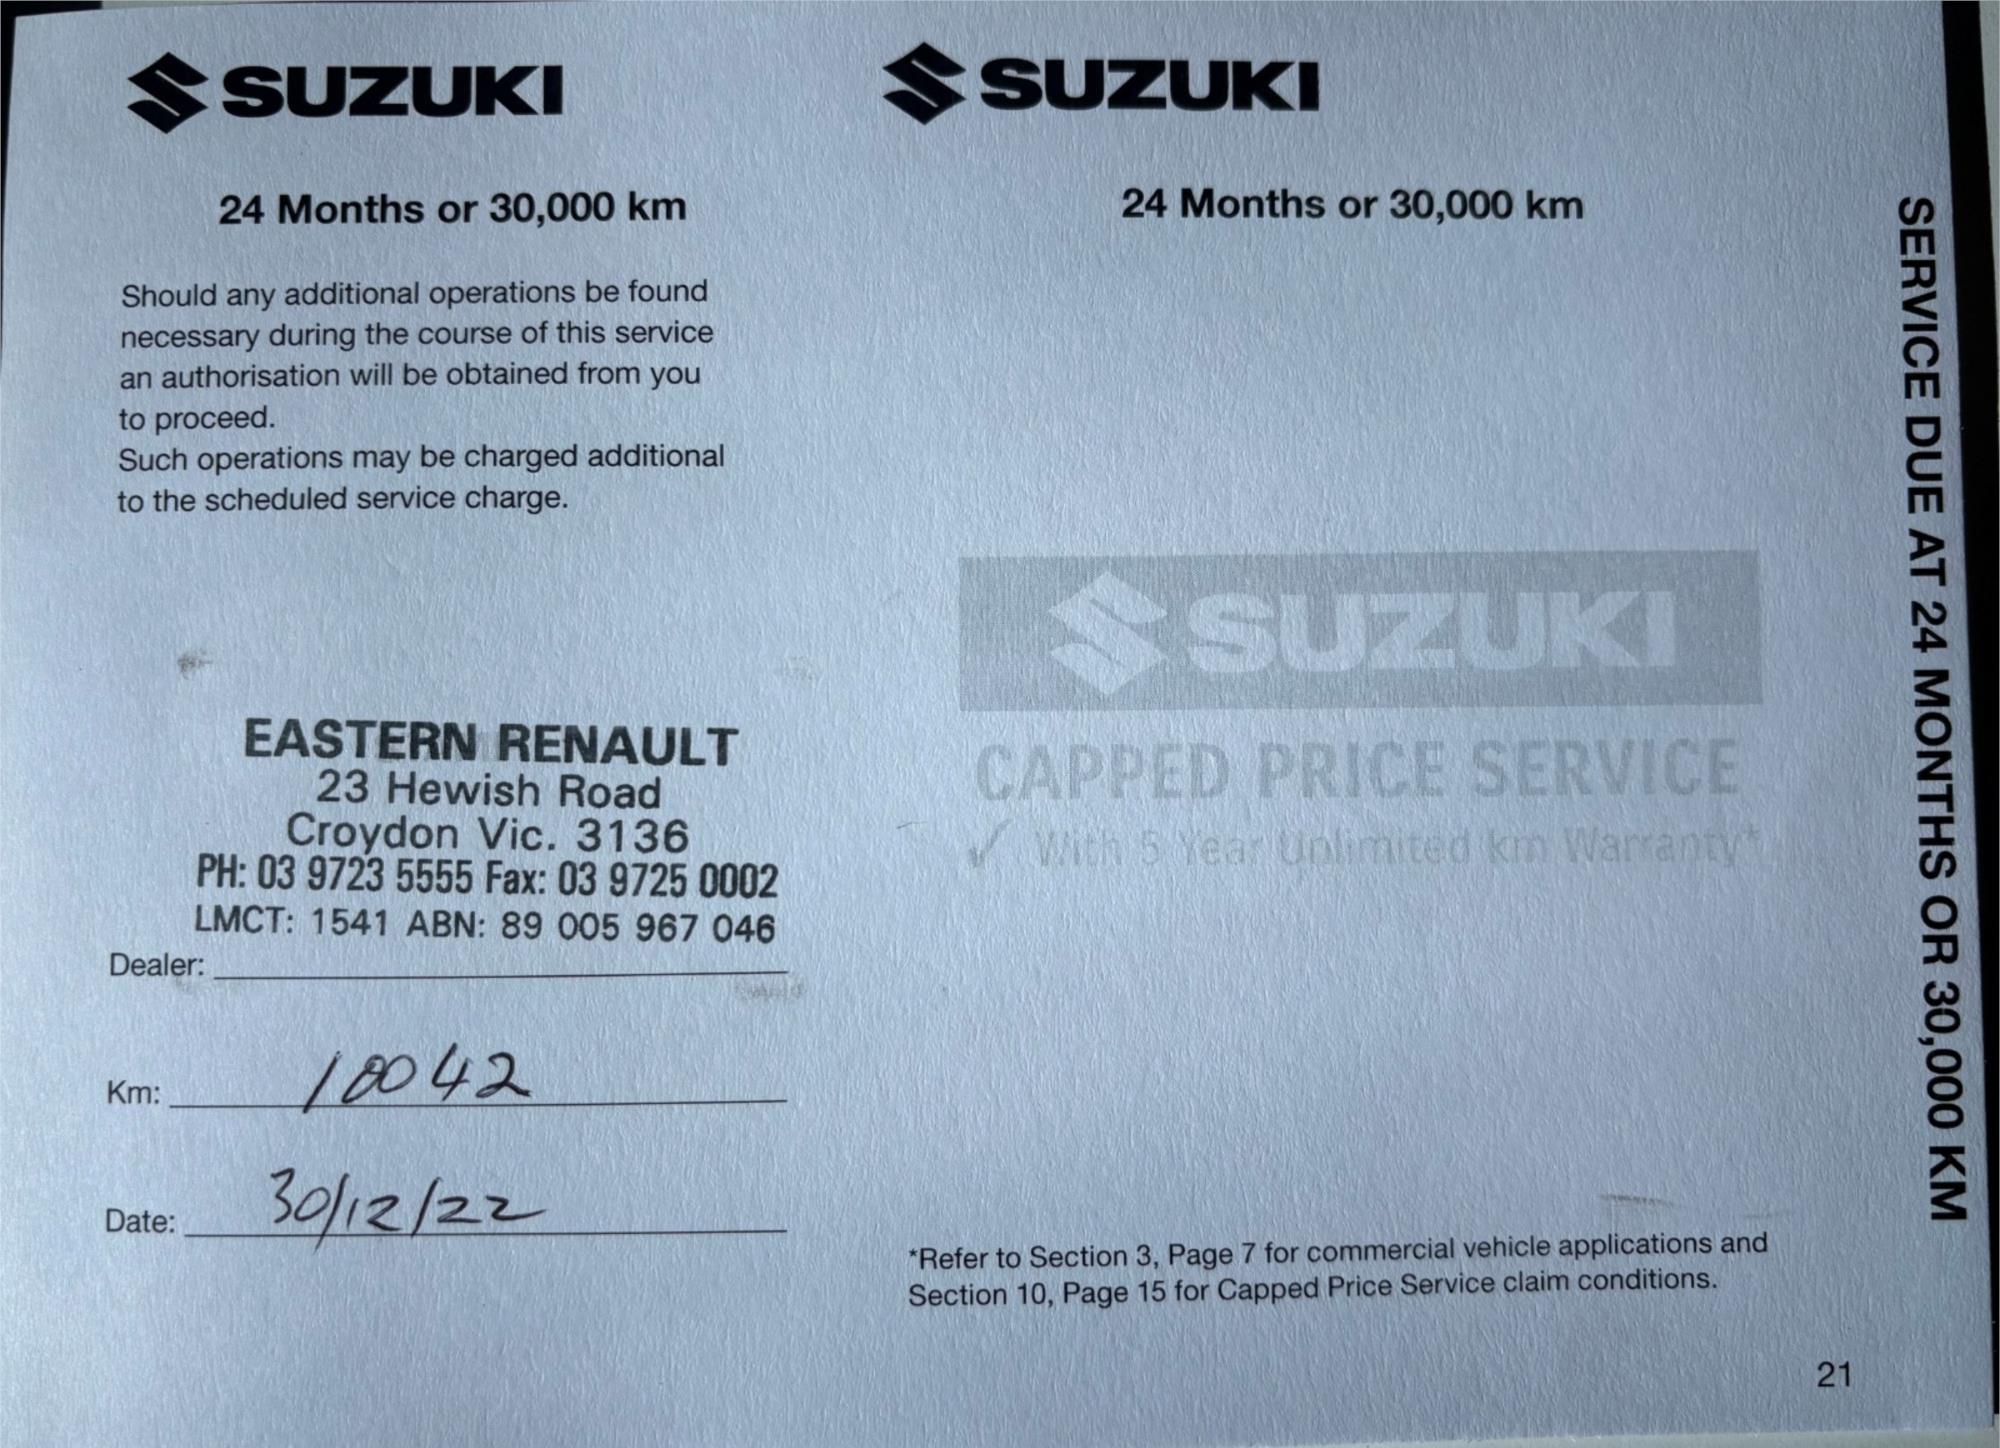 SUZUKI
24 Months or 30,000 km
Should any additional operations be found
necessary during the course of this service
an authorisation will be obtained from you
to proceed.
Such operations may be charged additional
to the scheduled service charge.
EASTERN RENAULT
23 Hewish Road
Croydon Vic. 3136
PH: 03 9723 5555 Fax: 03 9725 0002
LMCT: 1541 ABN: 89 005 967 046
Dealer:
Km: 10042
Date: 30/12/22
SUZUKI
24 Months or 30,000 km
SUZUKI
CAPPED PRICE SERVICE
✓ With 5 Year Unlimited km Warranty*
*Refer to Section 3, Page 7 for commercial vehicle applications and
Section 10, Page 15 for Capped Price Service claim conditions.
21
SERVICE DUE AT 24 MONTHS OR 30,000 KM